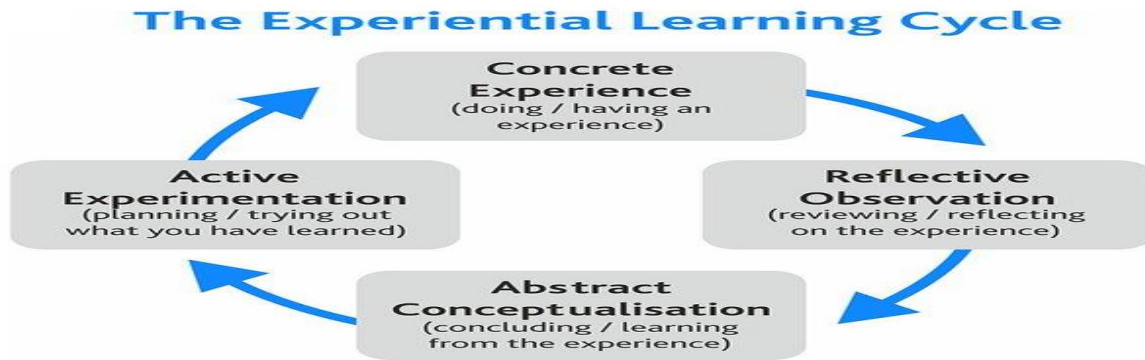 The Experiential Learning Cycle
Concrete
Experience
(doing / having an
experience)
Reflective
Observation
(reviewing / reflecting
on the experience)
Abstract
Conceptualisation
(concluding / learning
from the experience)
Active
Experimentation
(planning / trying out
what you have learned)